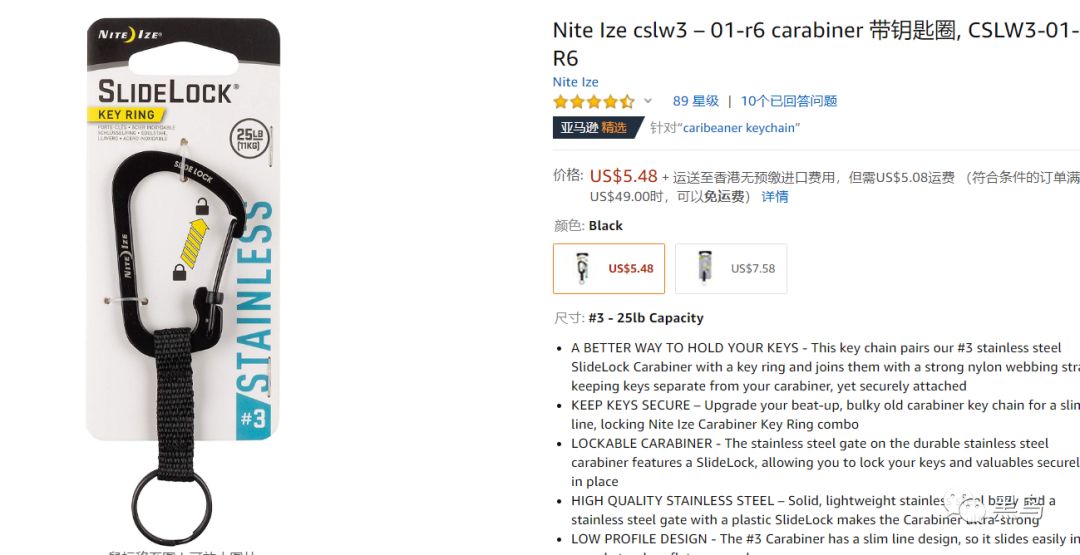 NITE IZE®
SLIDELOCK®
KEY RING
PORTE-CLÉS • ACIER INOXYDABLE
SCHLÜSSELRING • EDELSTAHL
LLAVERO • ACERO INOXIDABLE
25LB
(11KG)
SLIDE LOCK
NITE IZE
STAINLESS
#3
Nite Ize cslw3 – 01-r6 carabiner 带钥匙圈, CSLW3-01-
R6
Nite Ize
89 星级 | 10个已回答问题
亚马逊 精选 针对“caribeaner keychain”
价格: US$5.48 + 运送至香港无预缴进口费用，但需US$5.08运费 （符合条件的订单满
US$49.00时，可以免运费） 详情
颜色: Black
US$5.48 US$7.58
尺寸: #3 - 25lb Capacity
• A BETTER WAY TO HOLD YOUR KEYS - This key chain pairs our #3 stainless steel
SlideLock Carabiner with a key ring and joins them with a strong nylon webbing stra
keeping keys separate from your carabiner, yet securely attached
• KEEP KEYS SECURE – Upgrade your beat-up, bulky old carabiner key chain for a slim
line, locking Nite Ize Carabiner Key Ring combo
• LOCKABLE CARABINER - The stainless steel gate on the durable stainless steel
carabiner features a SlideLock, allowing you to lock your keys and valuables securel
in place
• HIGH QUALITY STAINLESS STEEL – Solid, lightweight stainless steel body and a
stainless steel gate with a plastic SlideLock makes the Carabiner ultra-strong
• LOW PROFILE DESIGN - The #3 Carabiner has a slim line design, so it slides easily in
黑鸟